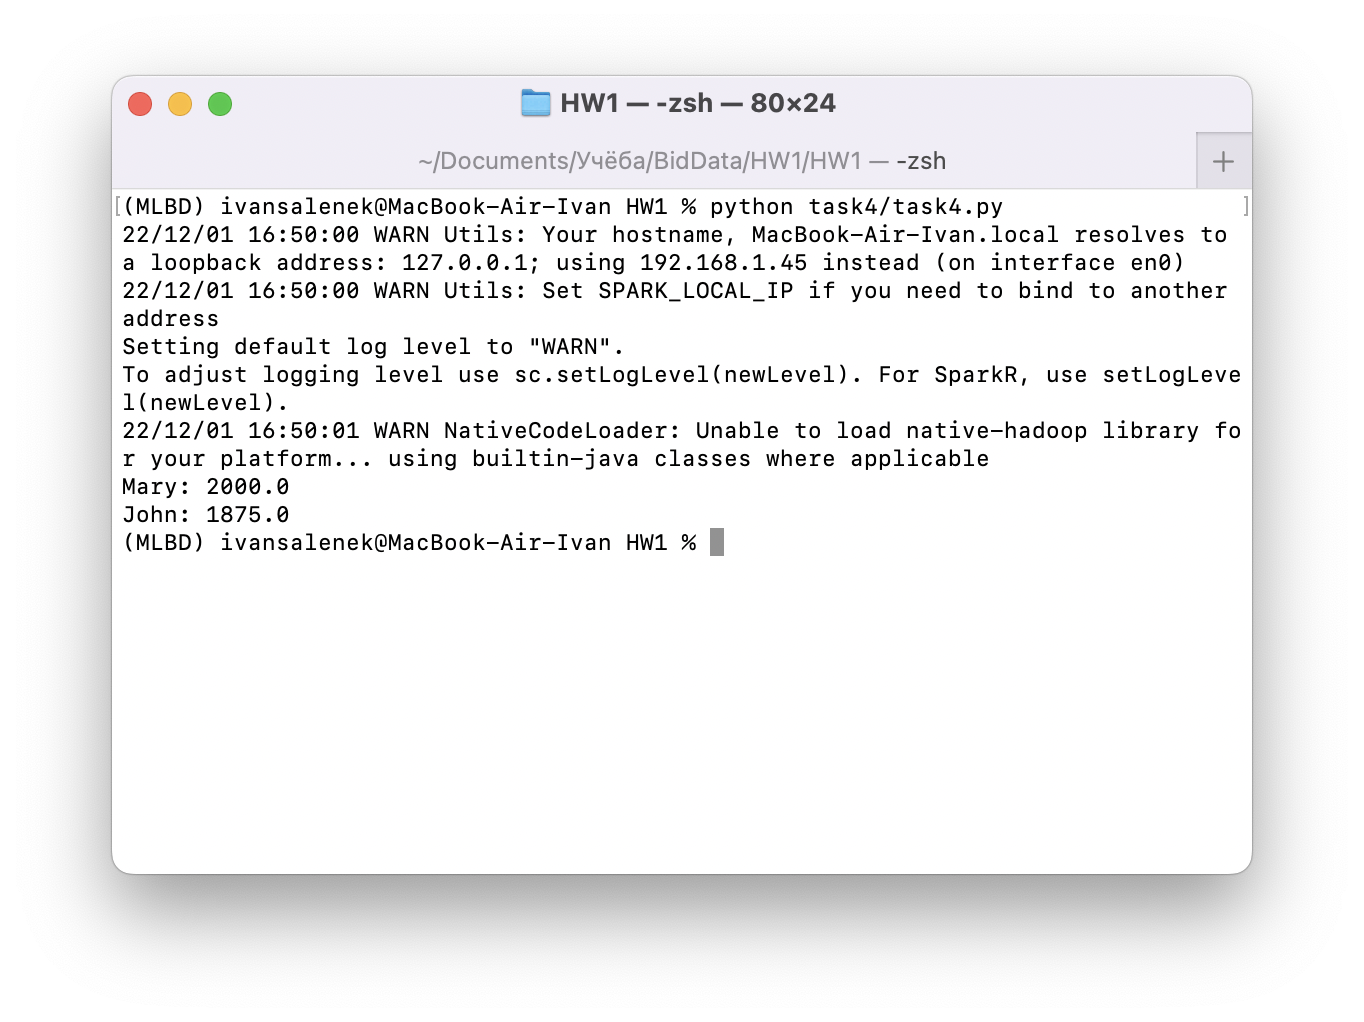 HW1 — -zsh — 80×24
~/Documents/Учёба/BidData/HW1/HW1 — -zsh
[(MLBD) ivansalenek@MacBook-Air-Ivan HW1 % python task4/task4.py ]
22/12/01 16:50:00 WARN Utils: Your hostname, MacBook-Air-Ivan.local resolves to
a loopback address: 127.0.0.1; using 192.168.1.45 instead (on interface en0)
22/12/01 16:50:00 WARN Utils: Set SPARK_LOCAL_IP if you need to bind to another
address
Setting default log level to "WARN".
To adjust logging level use sc.setLogLevel(newLevel). For SparkR, use setLogLeve
l(newLevel).
22/12/01 16:50:01 WARN NativeCodeLoader: Unable to load native-hadoop library fo
r your platform... using builtin-java classes where applicable
Mary: 2000.0
John: 1875.0
(MLBD) ivansalenek@MacBook-Air-Ivan HW1 %